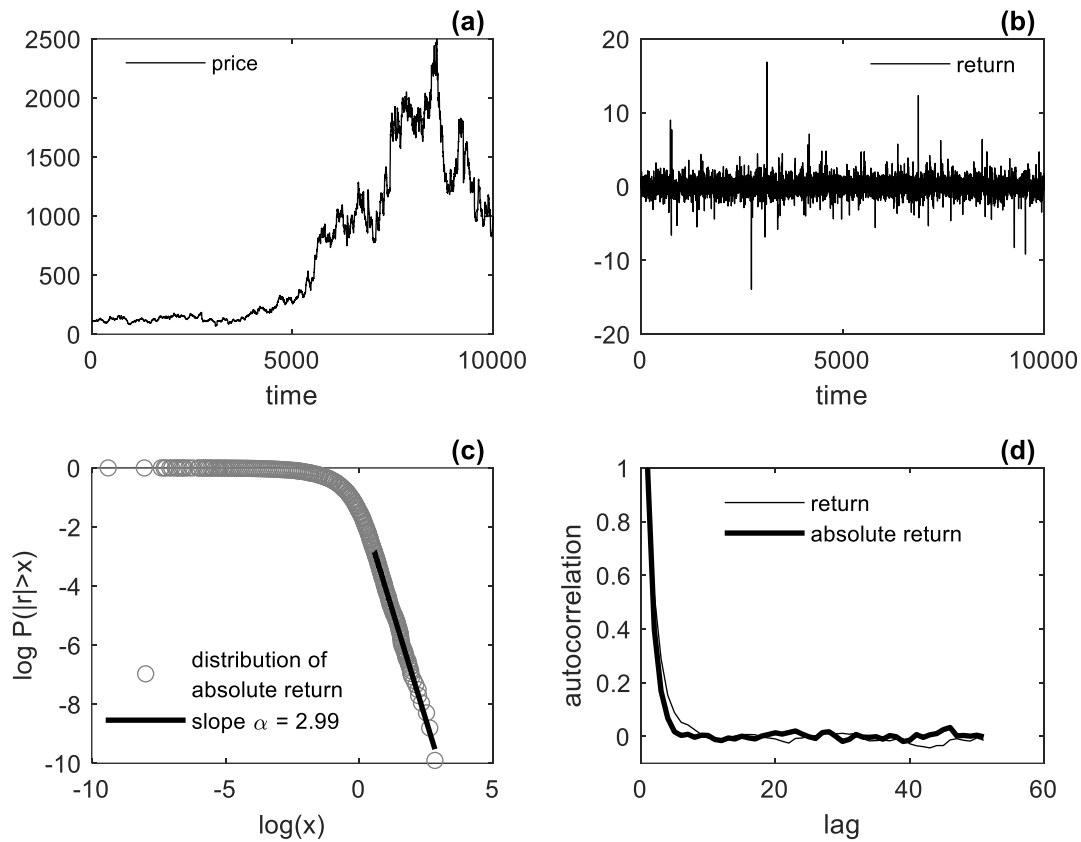 (a)
2500
2000
1500
1000
500
0
price
0
5000
10000
time
(b)
20
10
0
-10
-20
return
0
5000
10000
time
(c)
0
-2
-4
-6
-8
-10
log P(|r|>x)
distribution of
absolute return
slope α = 2.99
-10
-5
0
5
log(x)
(d)
1
0.8
0.6
0.4
0.2
0
autocorrelation
return
absolute return
0
20
40
60
lag